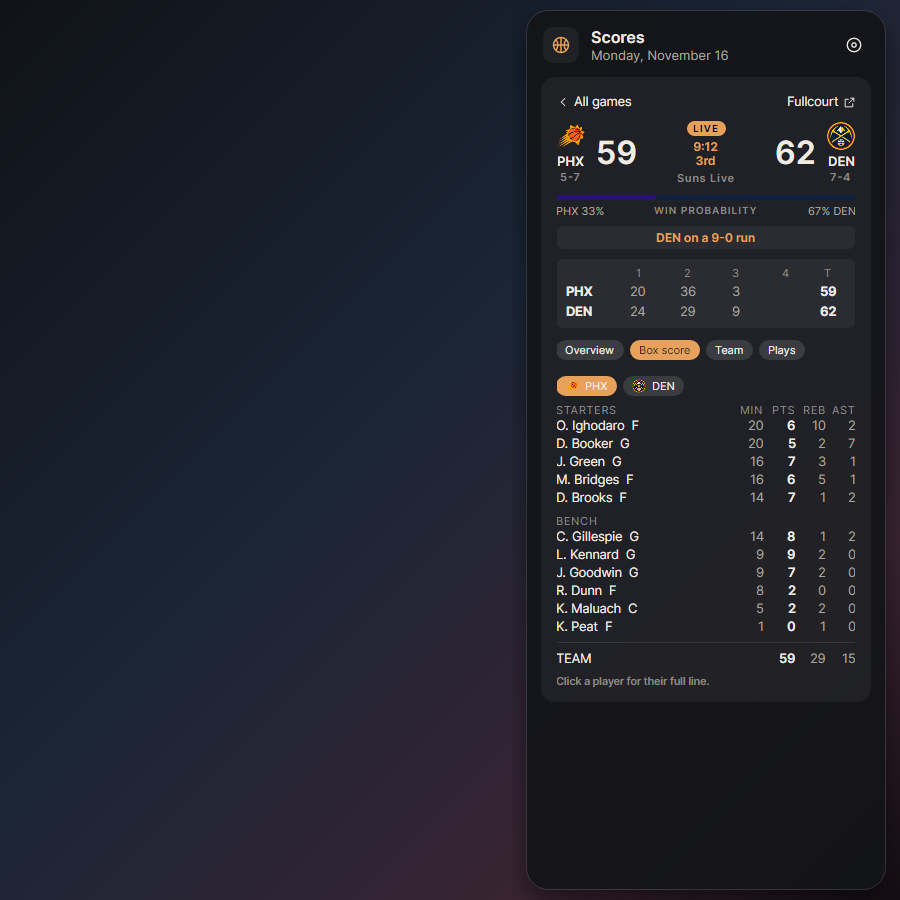 Scores
Monday, November 16
All games
Fullcourt
LIVE
59
9:12
62
3rd
PHX
DEN
5-7
Suns Live
7-4
PHX 33%
WIN PROBABILITY
67% DEN
DEN on a 9-0 run
1 2 3 4 T
PHX 20 36 3 59
DEN 24 29 9 62
Overview
Box score
Team
Plays
PHX
DEN
STARTERS MIN PTS REB AST
O. Ighodaro F 20 6 10 2
D. Booker G 20 5 2 7
J. Green G 16 7 3 1
M. Bridges F 16 6 5 1
D. Brooks F 14 7 1 2
BENCH
C. Gillespie G 14 8 1 2
L. Kennard G 9 9 2 0
J. Goodwin G 9 7 2 0
R. Dunn F 8 2 0 0
K. Maluach C 5 2 2 0
K. Peat F 1 0 1 0
TEAM 59 29 15
Click a player for their full line.